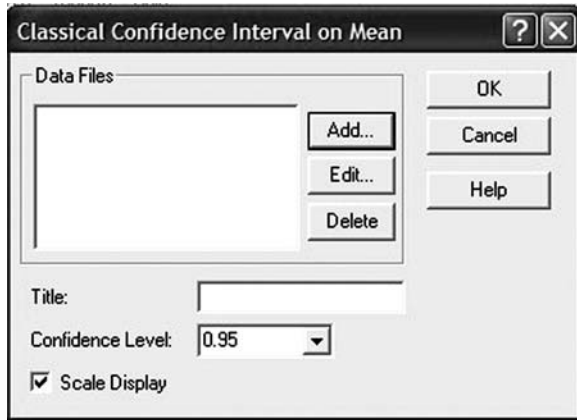 Classical Confidence Interval on Mean
Data Files
Add...
Edit...
Delete
OK
Cancel
Help
Title:
Confidence Level: 0.95
Scale Display